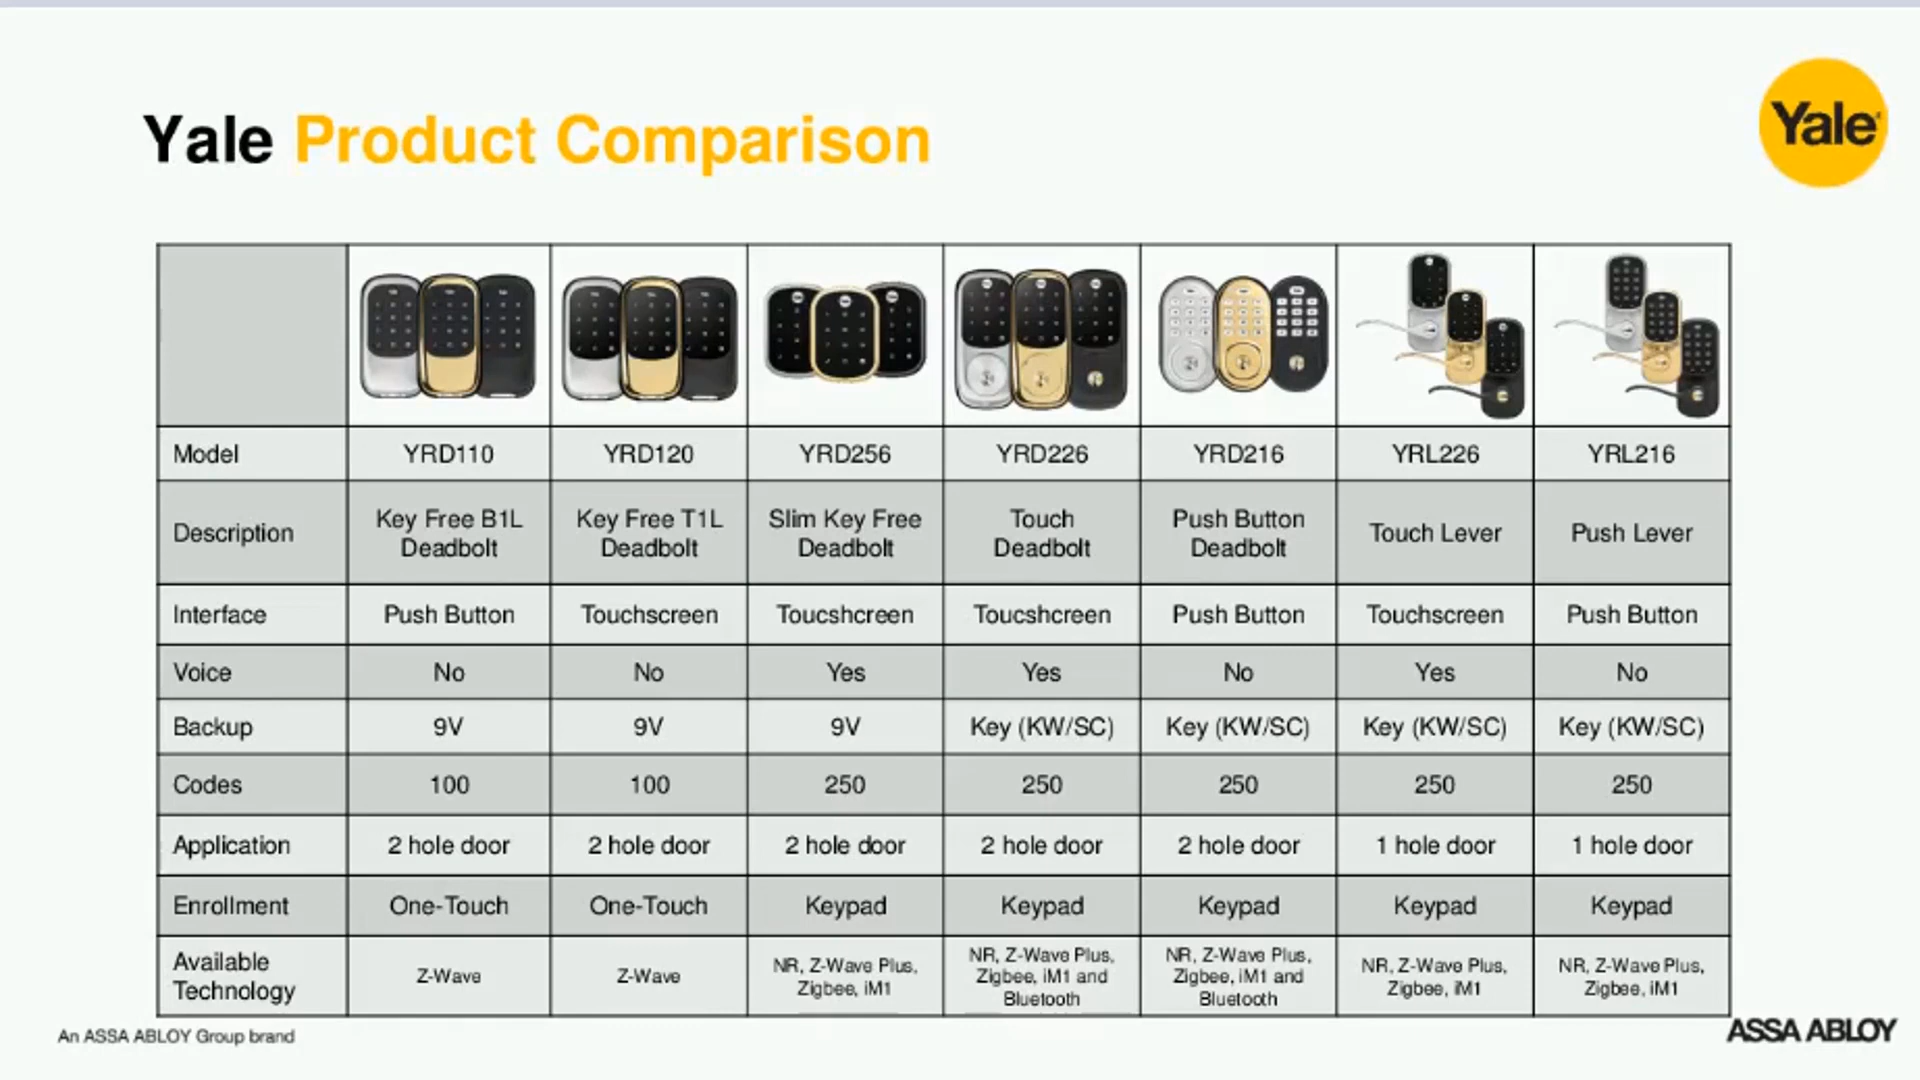 Yale Product Comparison
Yale
Model YRD110 YRD120 YRD256 YRD226 YRD216 YRL226 YRL216
Description Key Free B1L Deadbolt Key Free T1L Deadbolt Slim Key Free Deadbolt Touch Deadbolt Push Button Deadbolt Touch Lever Push Lever
Interface Push Button Touchscreen Toucshcreen Toucshcreen Push Button Touchscreen Push Button
Voice No No Yes Yes No Yes No
Backup 9V 9V 9V Key (KW/SC) Key (KW/SC) Key (KW/SC) Key (KW/SC)
Codes 100 100 250 250 250 250 250
Application 2 hole door 2 hole door 2 hole door 2 hole door 2 hole door 1 hole door 1 hole door
Enrollment One-Touch One-Touch Keypad Keypad Keypad Keypad Keypad
Available Technology Z-Wave Z-Wave NR, Z-Wave Plus, Zigbee, iM1 NR, Z-Wave Plus, Zigbee, iM1 and Bluetooth NR, Z-Wave Plus, Zigbee, iM1 and Bluetooth NR, Z-Wave Plus, Zigbee, iM1 NR, Z-Wave Plus, Zigbee, iM1
An ASSA ABLOY Group brand
ASSA ABLOY